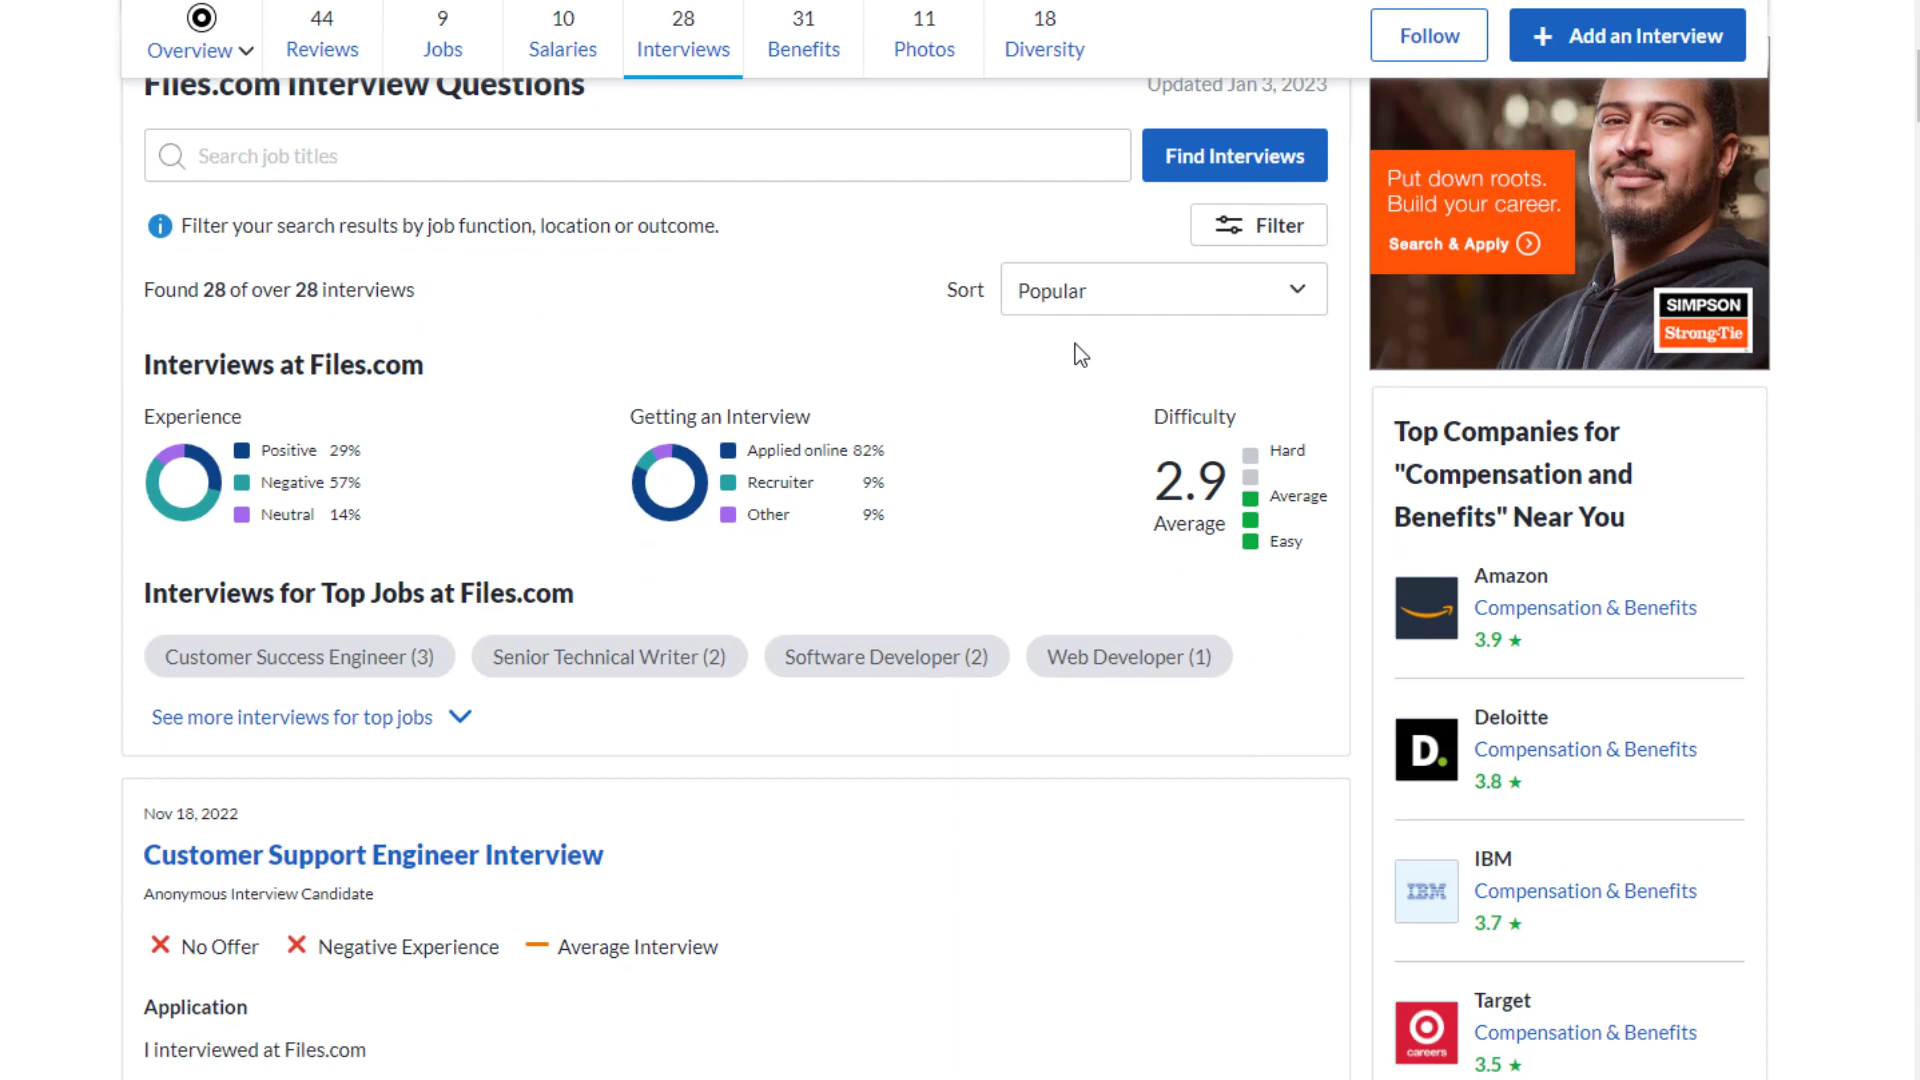 44
9
10
28
31
11
18
Overview
Reviews
Jobs
Salaries
Interviews
Benefits
Photos
Diversity
Follow
+ Add an Interview
Files.com Interview Questions
Updated Jan 3, 2023
Search job titles
Find Interviews
Filter your search results by job function, location or outcome.
Filter
Found 28 of over 28 interviews
Sort
Popular
Interviews at Files.com
Experience
Positive 29%
Negative 57%
Neutral 14%
Getting an Interview
Applied online 82%
Recruiter 9%
Other 9%
Difficulty
2.9
Average
Hard
Average
Easy
Interviews for Top Jobs at Files.com
Customer Success Engineer (3)
Senior Technical Writer (2)
Software Developer (2)
Web Developer (1)
See more interviews for top jobs
Nov 18, 2022
Customer Support Engineer Interview
Anonymous Interview Candidate
No Offer
Negative Experience
Average Interview
Application
I interviewed at Files.com
Put down roots.
Build your career.
Search & Apply
SIMPSON
Strong-Tie
Top Companies for
"Compensation and
Benefits" Near You
Amazon
Compensation & Benefits
3.9 ★
D.
Deloitte
Compensation & Benefits
3.8 ★
IBM
IBM
Compensation & Benefits
3.7 ★
careers
Target
Compensation & Benefits
3.5 ★